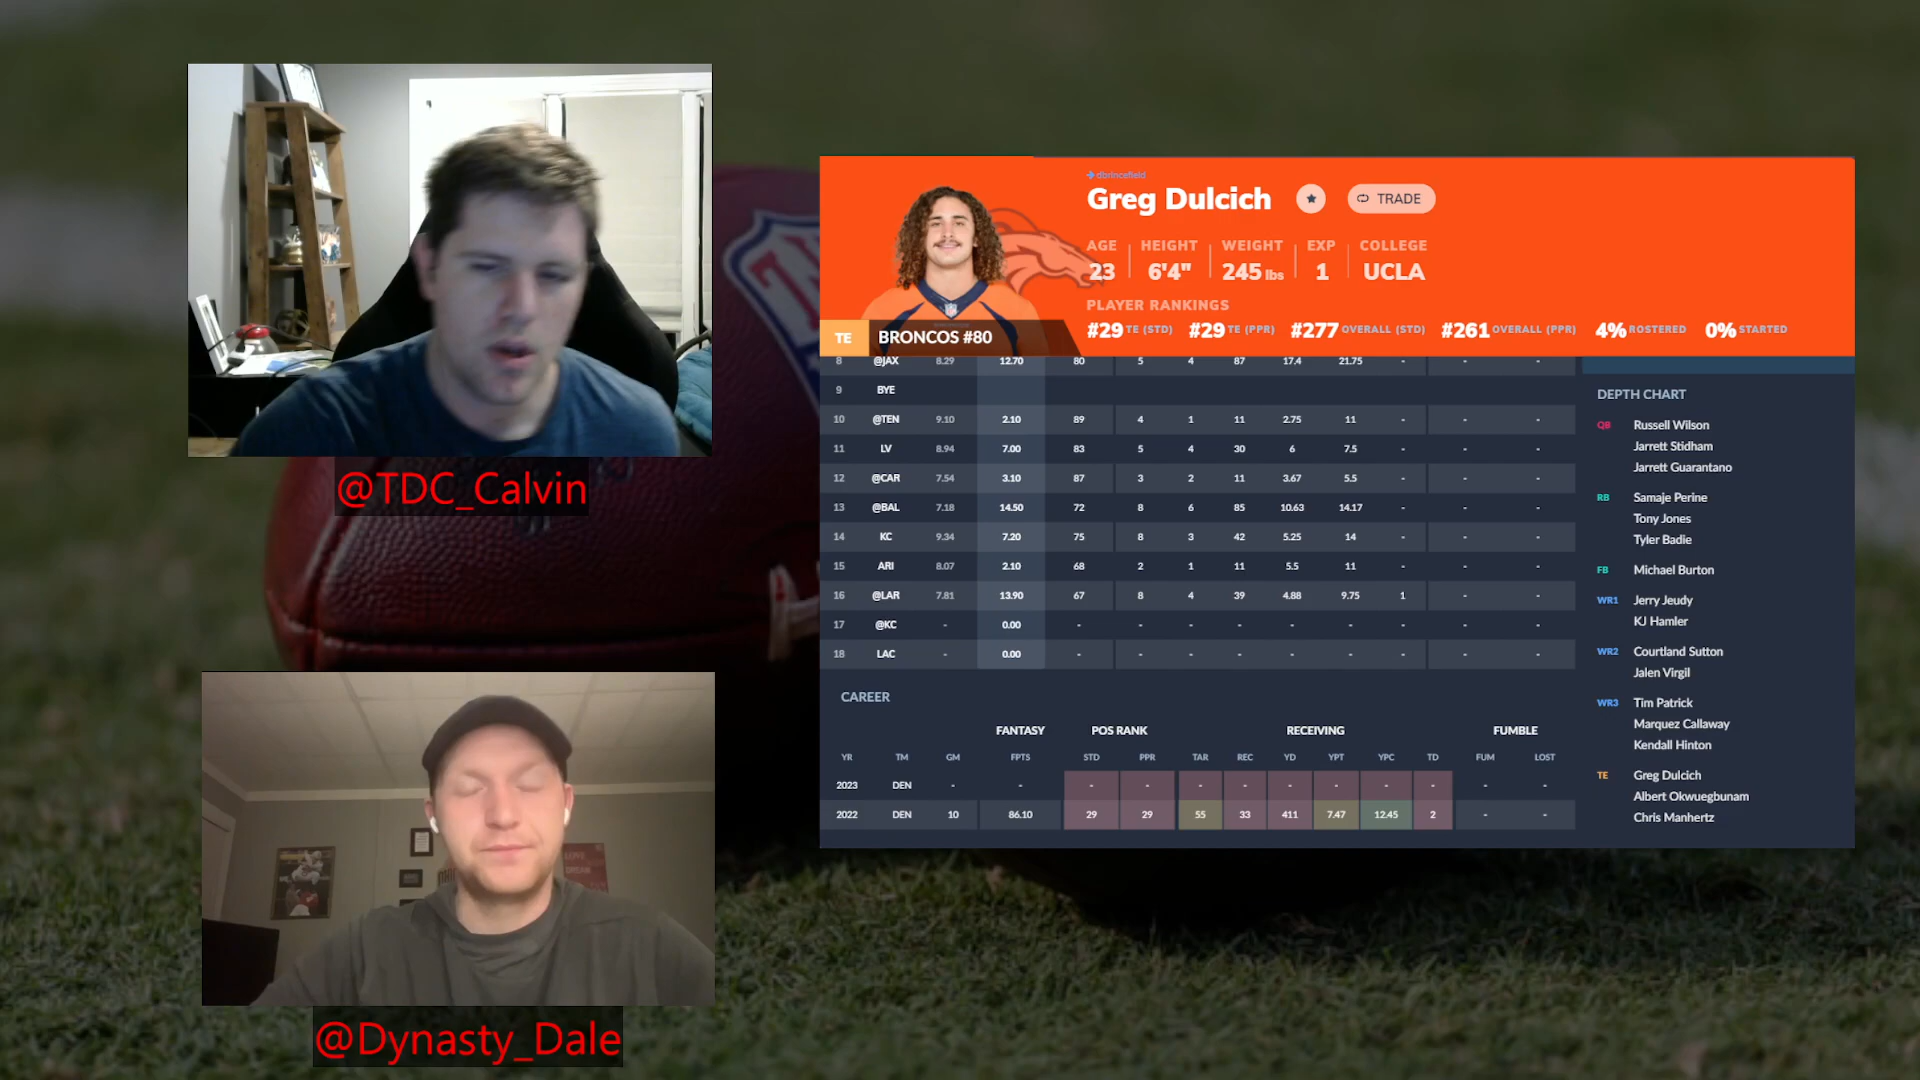 @TDC_Calvin
@Dynasty_Dale
dbrincefield
Greg Dulcich
TRADE
AGE HEIGHT WEIGHT EXP COLLEGE
23 6'4" 245 lbs 1 UCLA
PLAYER RANKINGS
#29 TE (STD) #29 TE (PPR) #277 OVERALL (STD) #261 OVERALL (PPR) 4% ROSTERED 0% STARTED
TE BRONCOS #80
8 @JAX 8.29 12.70 80 5 4 87 17.4 21.75 - - -
9 BYE
10 @TEN 9.10 2.10 89 4 1 11 2.75 11 - - -
11 LV 8.94 7.00 83 5 4 30 6 7.5 - - -
12 @CAR 7.54 3.10 87 3 2 11 3.67 5.5 - - -
13 @BAL 7.18 14.50 72 8 6 85 10.63 14.17 - - -
14 KC 9.34 7.20 75 8 3 42 5.25 14 - - -
15 ARI 8.07 2.10 68 2 1 11 5.5 11 - - -
16 @LAR 7.81 13.90 67 8 4 39 4.88 9.75 1 - -
17 @KC - 0.00 - - - - - - - - -
18 LAC - 0.00 - - - - - - - - -
CAREER
FANTASY POS RANK RECEIVING FUMBLE
YR TM GM FPTS STD PPR TAR REC YD YPT YPC TD FUM LOST
2023 DEN - - - - - - - - - - - -
2022 DEN 10 86.10 29 29 55 33 411 7.47 12.45 2 - -
DEPTH CHART
QB Russell Wilson
Jarrett Stidham
Jarrett Guarantano
RB Samaje Perine
Tony Jones
Tyler Badie
FB Michael Burton
WR1 Jerry Jeudy
KJ Hamler
WR2 Courtland Sutton
Jalen Virgil
WR3 Tim Patrick
Marquez Callaway
Kendall Hinton
TE Greg Dulcich
Albert Okwuegbunam
Chris Manhertz